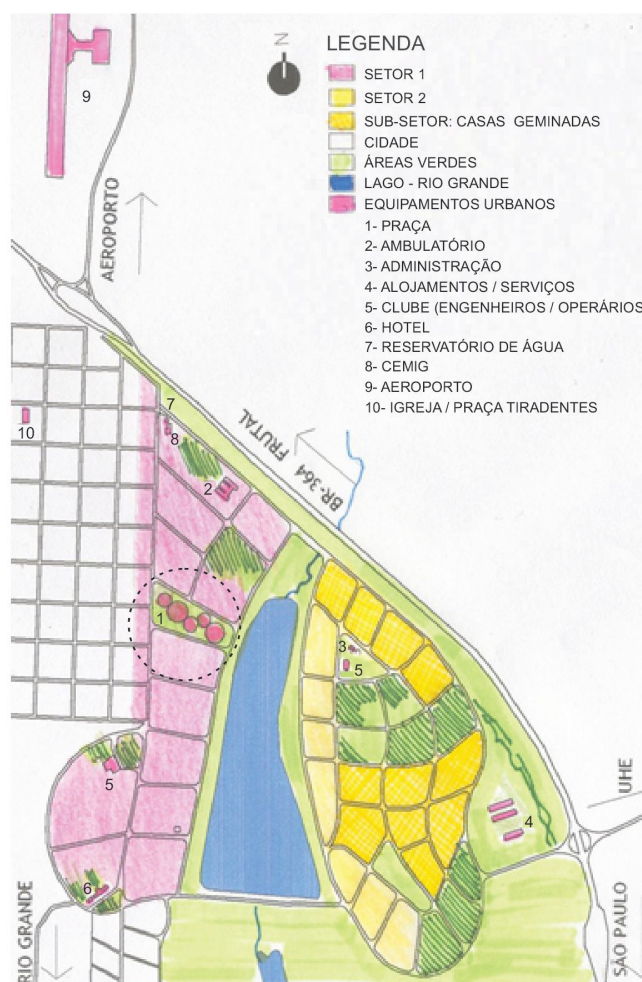 N
LEGENDA
SETOR 1
SETOR 2
SUB-SETOR: CASAS GEMINADAS
CIDADE
ÁREAS VERDES
LAGO - RIO GRANDE
EQUIPAMENTOS URBANOS
1- PRAÇA
2- AMBULATÓRIO
3- ADMINISTRAÇÃO
4- ALOJAMENTOS / SERVIÇOS
5- CLUBE (ENGENHEIROS / OPERÁRIOS
6- HOTEL
7- RESERVATÓRIO DE ÁGUA
8- CEMIG
9- AEROPORTO
10- IGREJA / PRAÇA TIRADENTES
9
AEROPORTO
10
7
8
2
BR-364 FRUTAL
1
3
5
5
4
6
UHE
RIO GRANDE
SÃO PAULO